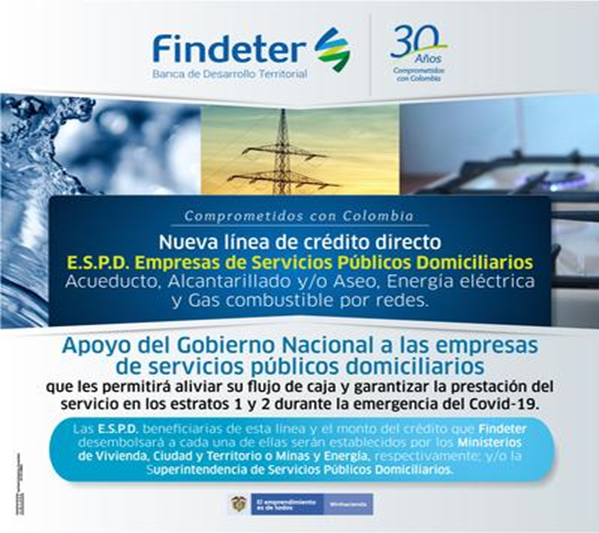 Findeter
Banca de Desarrollo Territorial
30
Años
Comprometidos
con Colombia
Comprometidos con Colombia
Nueva línea de crédito directo
E.S.P.D. Empresas de Servicios Públicos Domiciliarios
Acueducto, Alcantarillado y/o Aseo, Energía eléctrica
y Gas combustible por redes.
Apoyo del Gobierno Nacional a las empresas
de servicios públicos domiciliarios
que les permitirá aliviar su flujo de caja y garantizar la prestación del
servicio en los estratos 1 y 2 durante la emergencia del Covid-19.
Las E.S.P.D. beneficiarias de esta línea y el monto del crédito que Findeter
desembolsará a cada una de ellas serán establecidos por los Ministerios
de Vivienda, Ciudad y Territorio o Minas y Energía, respectivamente; y/o la
Superintendencia de Servicios Públicos Domiciliarios.
El emprendimiento
es de todos
Minhacienda